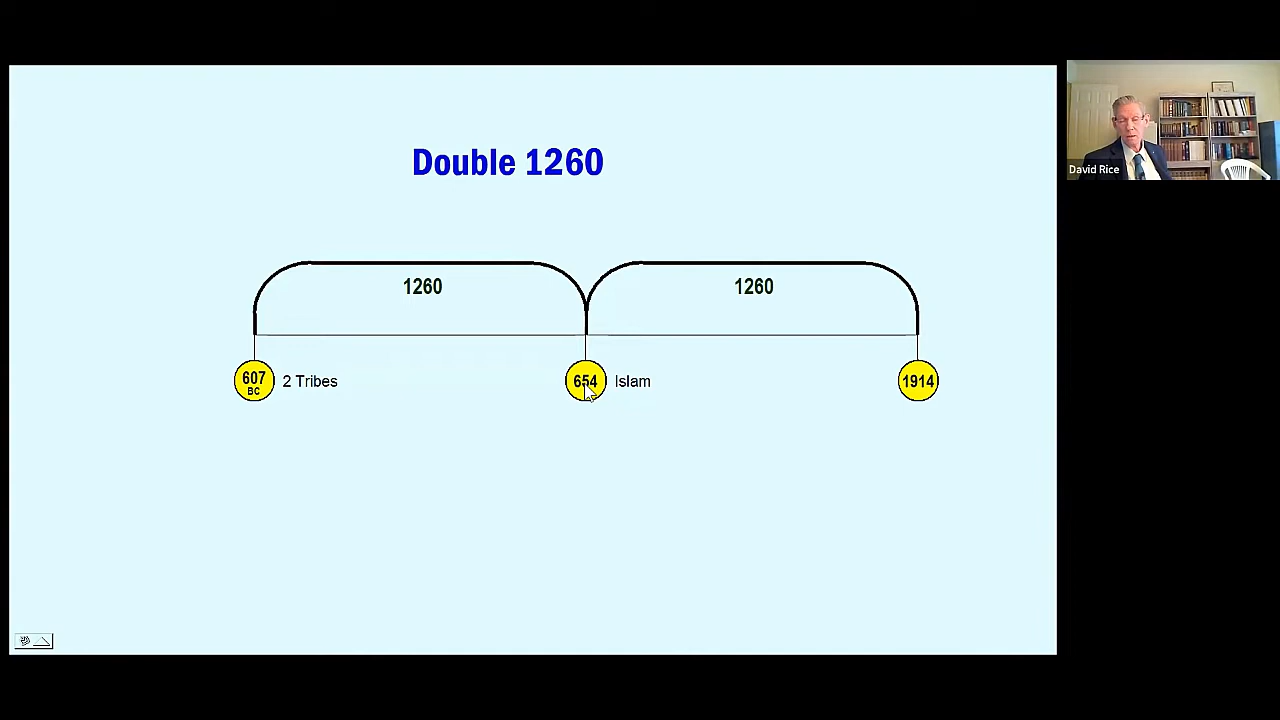 Double 1260
1260
1260
607
BC
2 Tribes
654
Islam
1914
David Rice